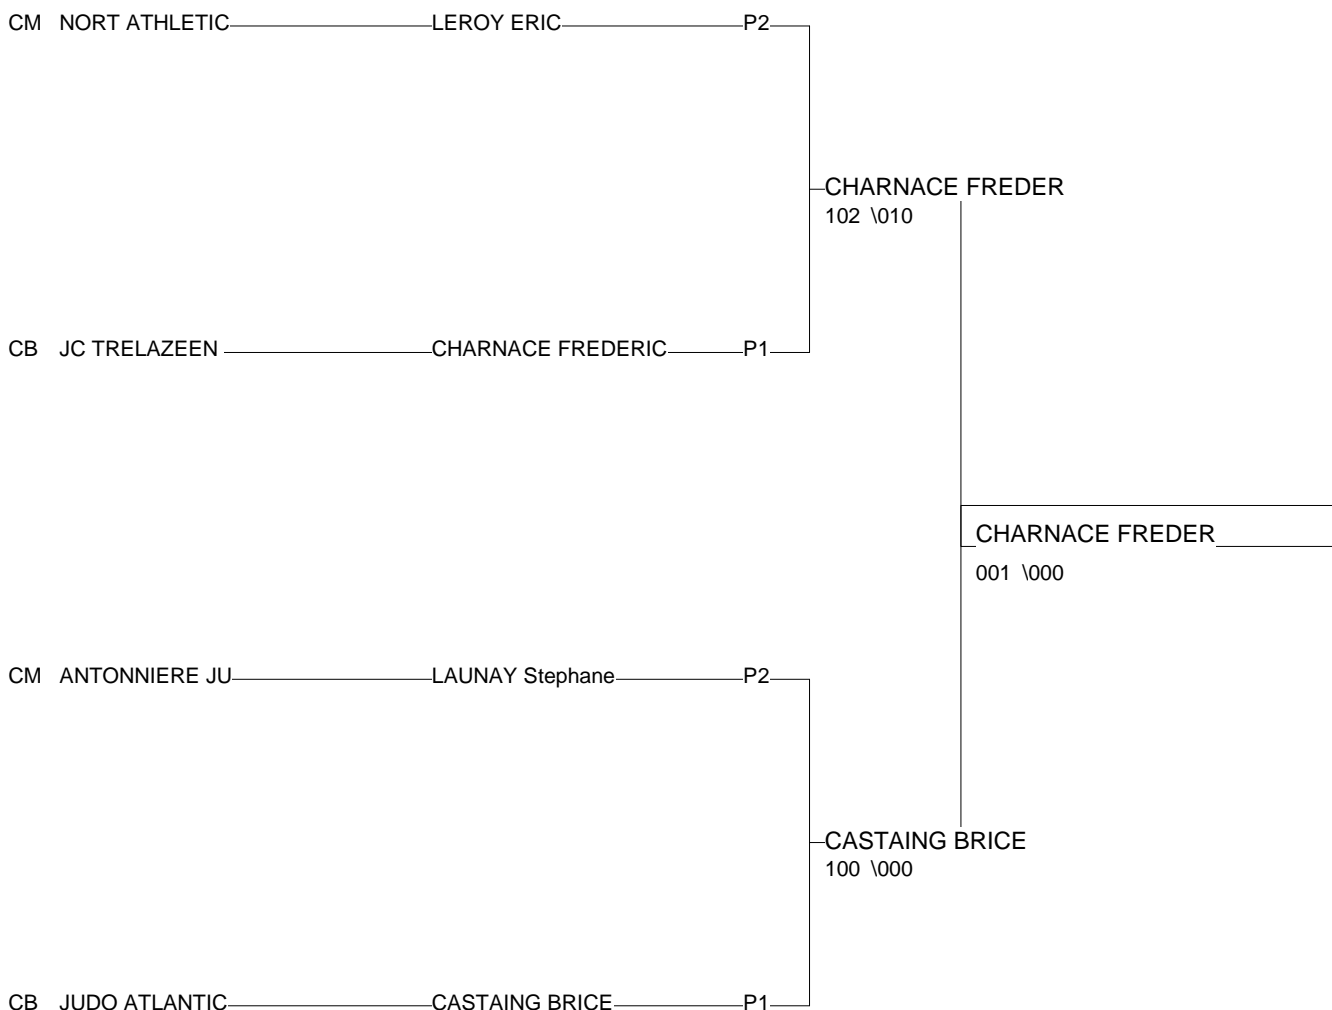 CM NORT ATHLETIC LEROY ERIC P2
CHARNACE FREDER
102 \010
CB JC TRELAZEEN CHARNACE FREDERIC P1
CHARNACE FREDER
001 \000
CM ANTONNIERE JU LAUNAY Stephane P2
CASTAING BRICE
100 \000
CB JUDO ATLANTIC CASTAING BRICE P1